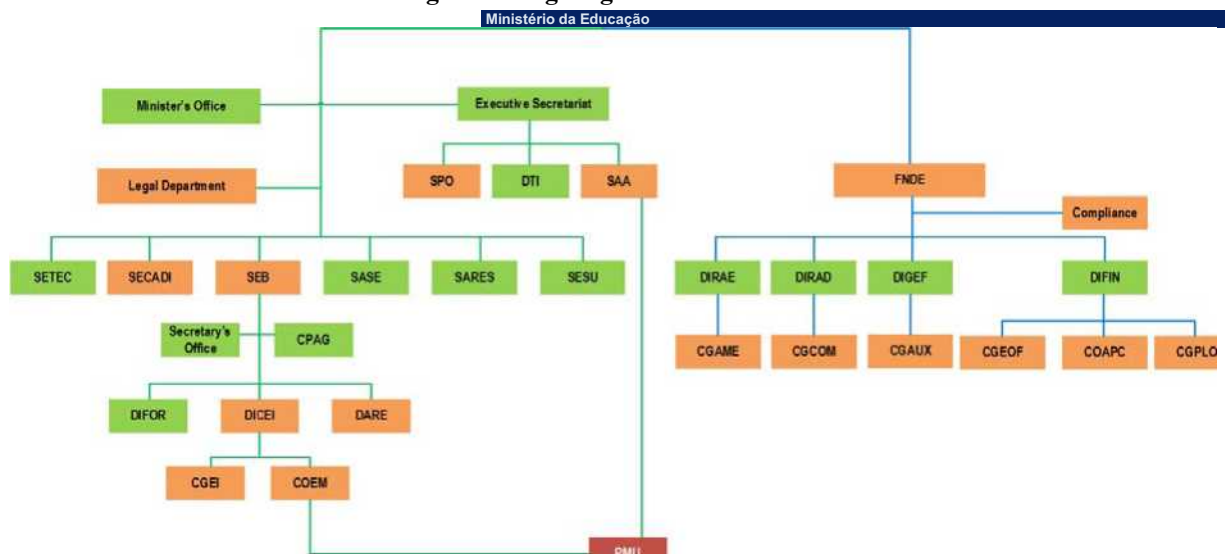 Ministério da Educação
Minister's Office
Executive Secretariat
SPO
DTI
SAA
Legal Department
FNDE
Compliance
SETEC
SECADI
SEB
SASE
SARES
SESU
DIRAE
DIRAD
DIGEF
DIFIN
Secretary's
Office
CPAG
CGAME
CGCOM
CGAUX
CGEOF
COAPC
CGPLO
DIFOR
DICEI
DARE
CGEI
COEM
PMU